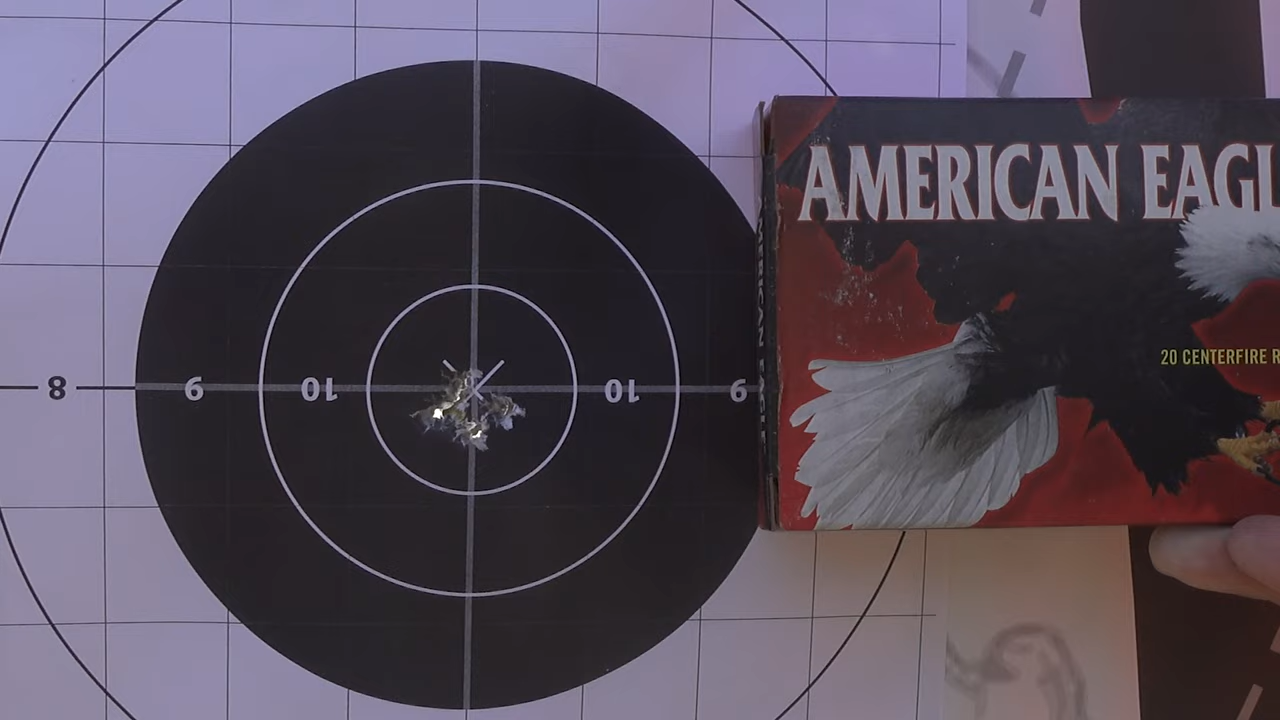 AMERICAN EAGL
20 CENTERFIRE R
8 9 10 10 9